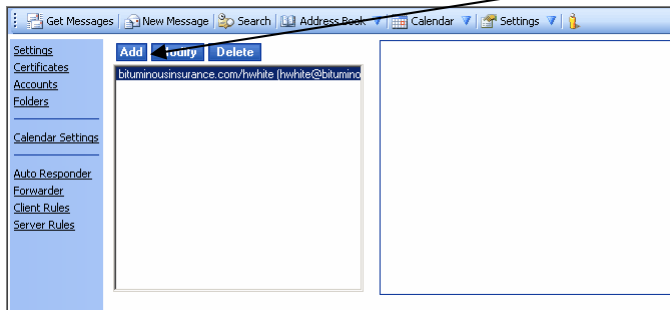 Get Messages New Message Search Address Book Calendar Settings
Add Modify Delete
bituminousinsurance.com/hwhite (hwhite@bitumino
Settings
Certificates
Accounts
Folders
Calendar Settings
Auto Responder
Forwarder
Client Rules
Server Rules